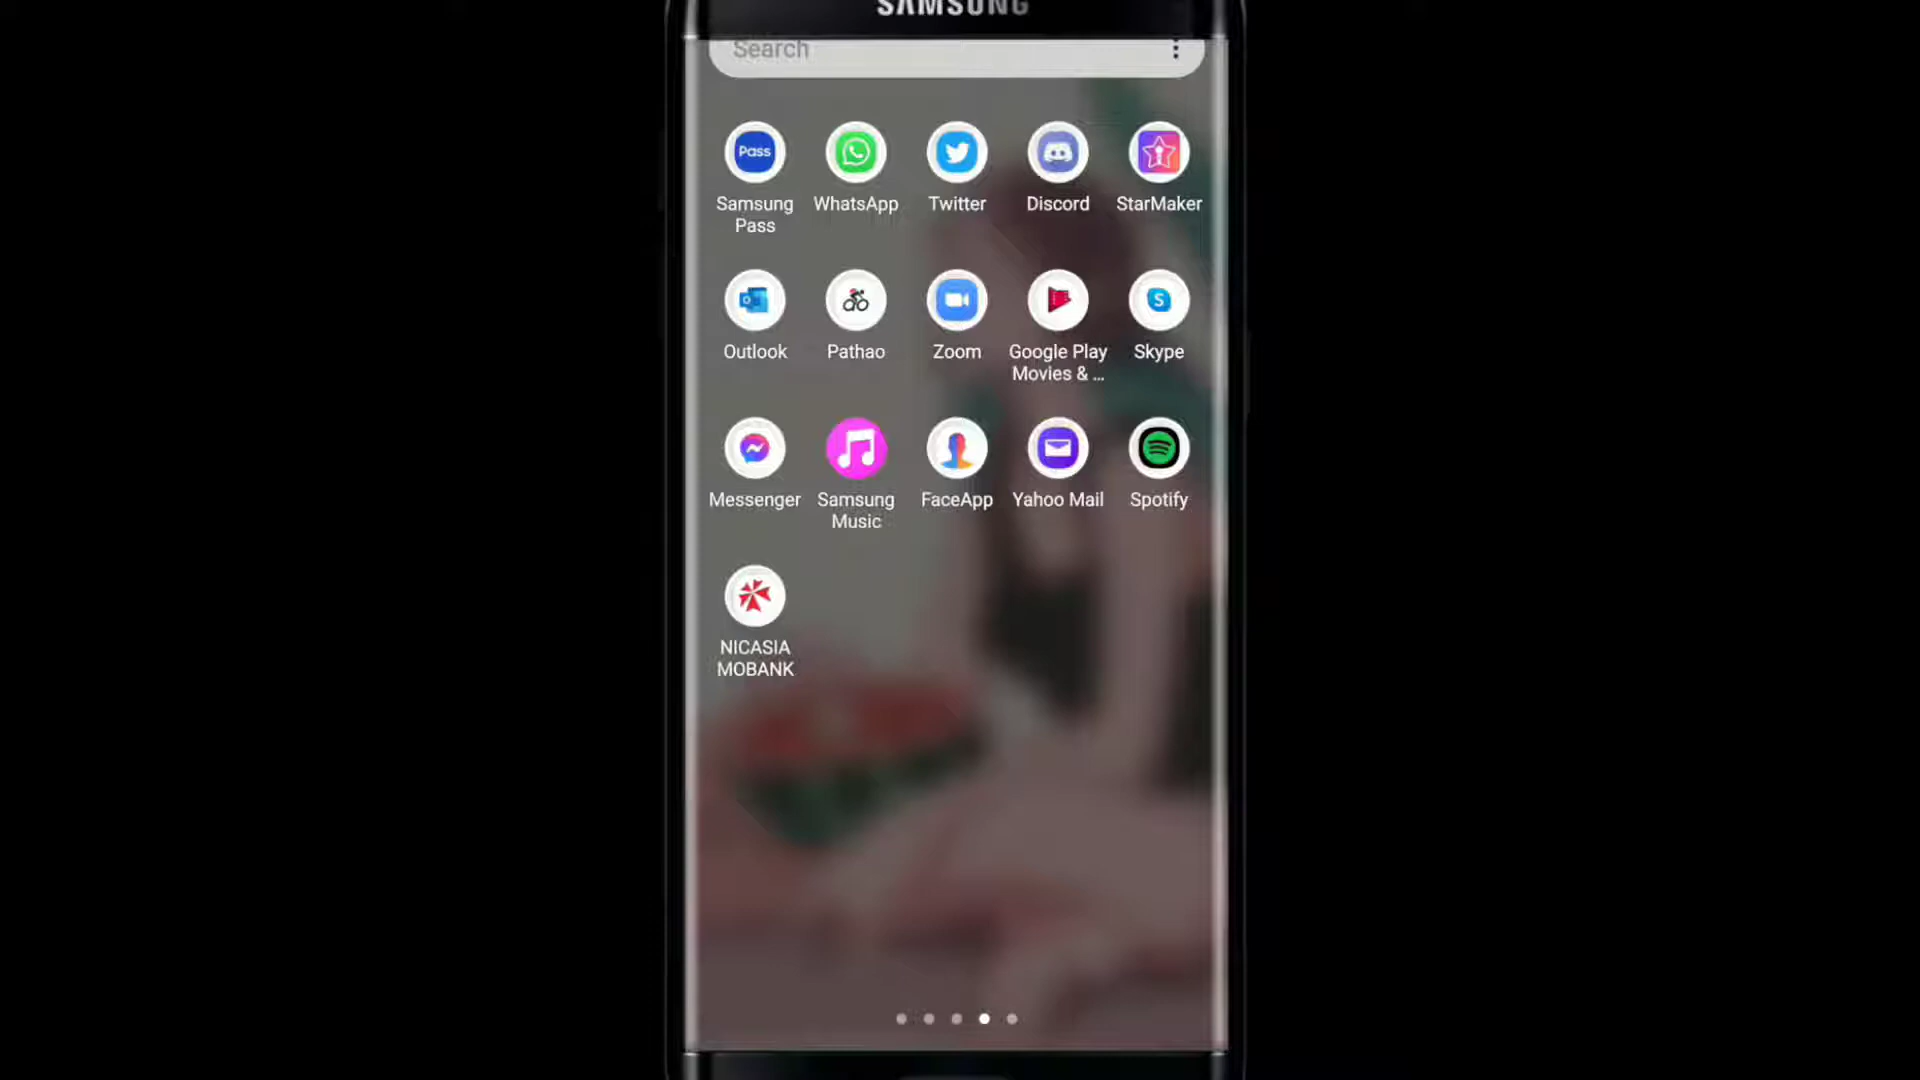 SAMSUNG
Search
Pass
Samsung Pass
WhatsApp
Twitter
Discord
StarMaker
Outlook
Pathao
Zoom
Google Play Movies & ...
Skype
Messenger
Samsung Music
FaceApp
Yahoo Mail
Spotify
NICASIA MOBANK